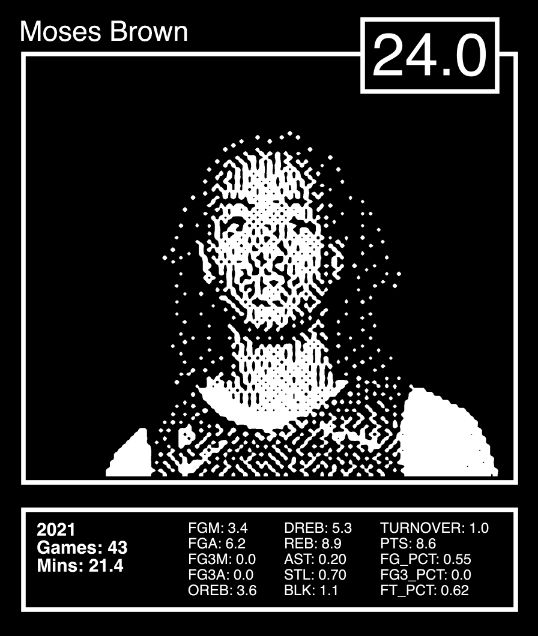 Moses Brown
24.0
2021
Games: 43
Mins: 21.4
FGM: 3.4
FGA: 6.2
FG3M: 0.0
FG3A: 0.0
OREB: 3.6
DREB: 5.3
REB: 8.9
AST: 0.20
STL: 0.70
BLK: 1.1
TURNOVER: 1.0
PTS: 8.6
FG_PCT: 0.55
FG3_PCT: 0.0
FT_PCT: 0.62